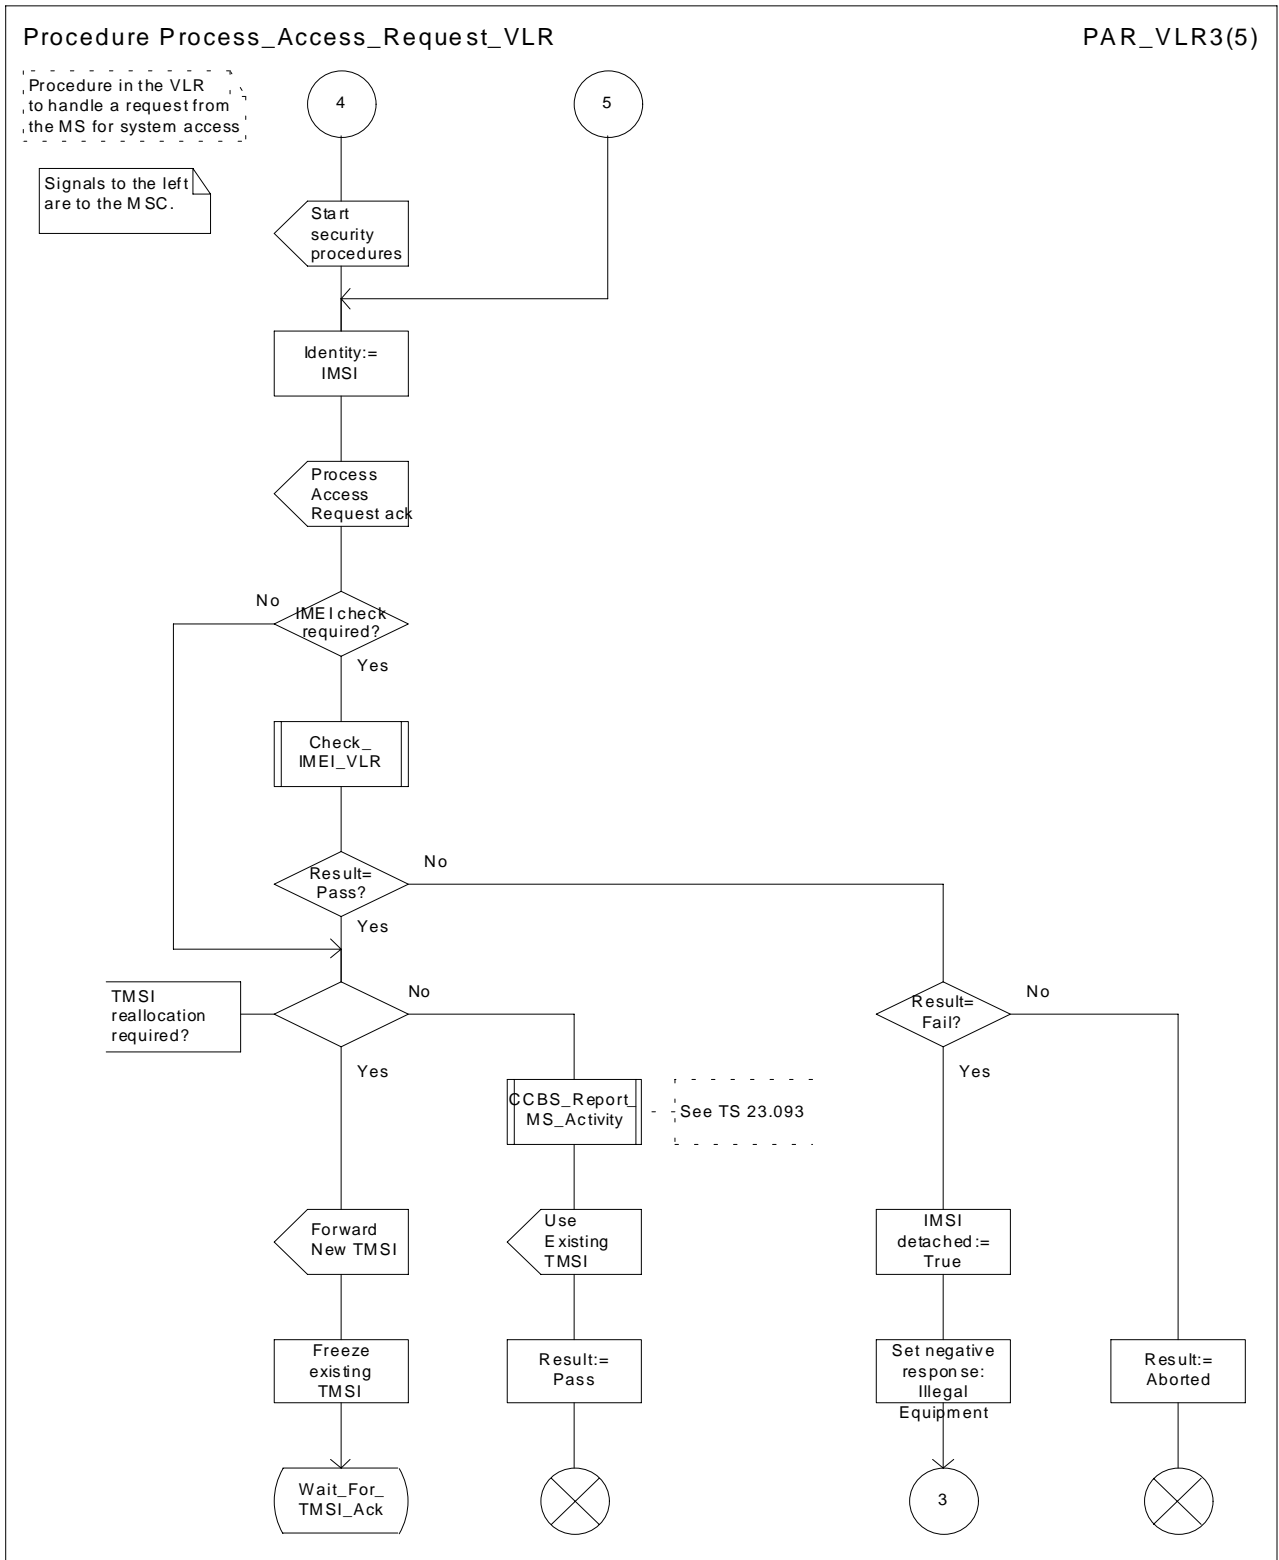 Procedure Process_Access_Request_VLR
PAR_VLR3(5)
Procedure in the VLR
to handle a request from
the MS for system access
4
5
Signals to the left
are to the MSC.
Start
security
procedures
Identity:=
IMSI
Process
Access
Request ack
No
IMEI check
required?
Yes
Check_
IMEI_VLR
No
Result=
Pass?
Yes
TMSI
reallocation
required?
No
Yes
Result=
Fail?
No
Yes
CCBS_Report_
MS_Activity
See TS 23.093
Forward
New TMSI
Use
Existing
TMSI
IMSI
detached:=
True
Freeze
existing
TMSI
Result:=
Pass
Set negative
response:
Illegal
Equipment
Result:=
Aborted
Wait_For_
TMSI_Ack
3